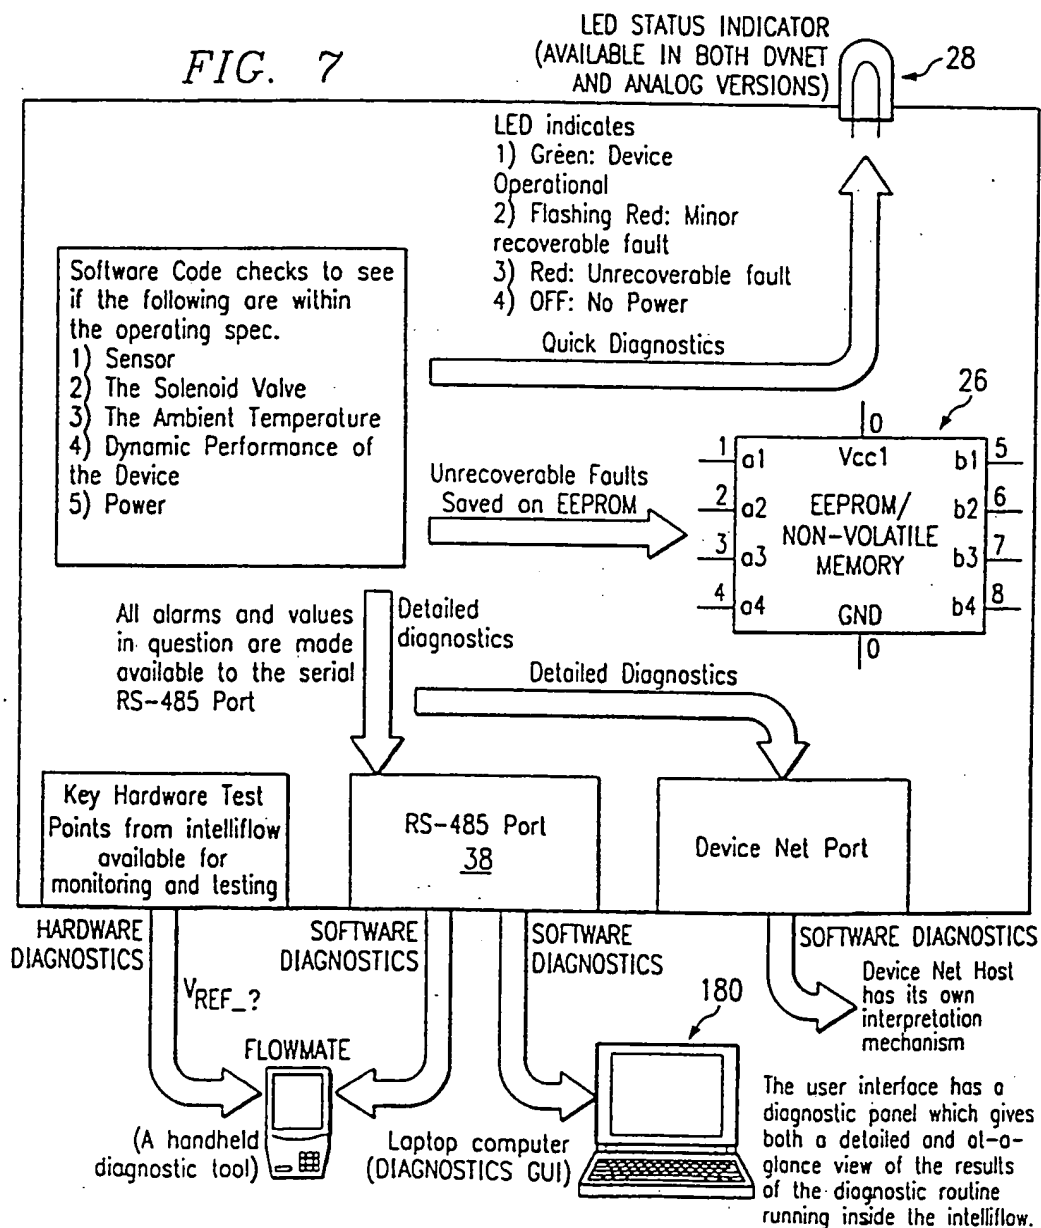 FIG. 7
LED STATUS INDICATOR
(AVAILABLE IN BOTH DVNET
AND ANALOG VERSIONS)
28
LED indicates
1) Green: Device
Operational
2) Flashing Red: Minor
recoverable fault
3) Red: Unrecoverable fault
4) OFF: No Power
Quick Diagnostics
Software Code checks to see
if the following are within
the operating spec.
1) Sensor
2) The Solenoid Valve
3) The Ambient Temperature
4) Dynamic Performance of
the Device
5) Power
Unrecoverable Faults
Saved on EEPROM
26
0
1 a1 Vcc1 b1 5
2 a2 EEPROM/ b2 6
NON-VOLATILE
3 a3 MEMORY b3 7
4 a4 GND b4 8
0
All alarms and values
in question are made
available to the serial
RS-485 Port
Detailed
diagnostics
Detailed Diagnostics
Key Hardware Test
Points from intelliflow
available for
monitoring and testing
RS-485 Port
38
Device Net Port
HARDWARE
DIAGNOSTICS
SOFTWARE
DIAGNOSTICS
SOFTWARE
DIAGNOSTICS
SOFTWARE DIAGNOSTICS
VREF_?
Device Net Host
has its own
interpretation
mechanism
180
FLOWMATE
(A handheld
diagnostic tool)
Laptop computer
(DIAGNOSTICS GUI)
The user interface has a
diagnostic panel which gives
both a detailed and at-a-
glance view of the results
of the diagnostic routine
running inside the intelliflow.